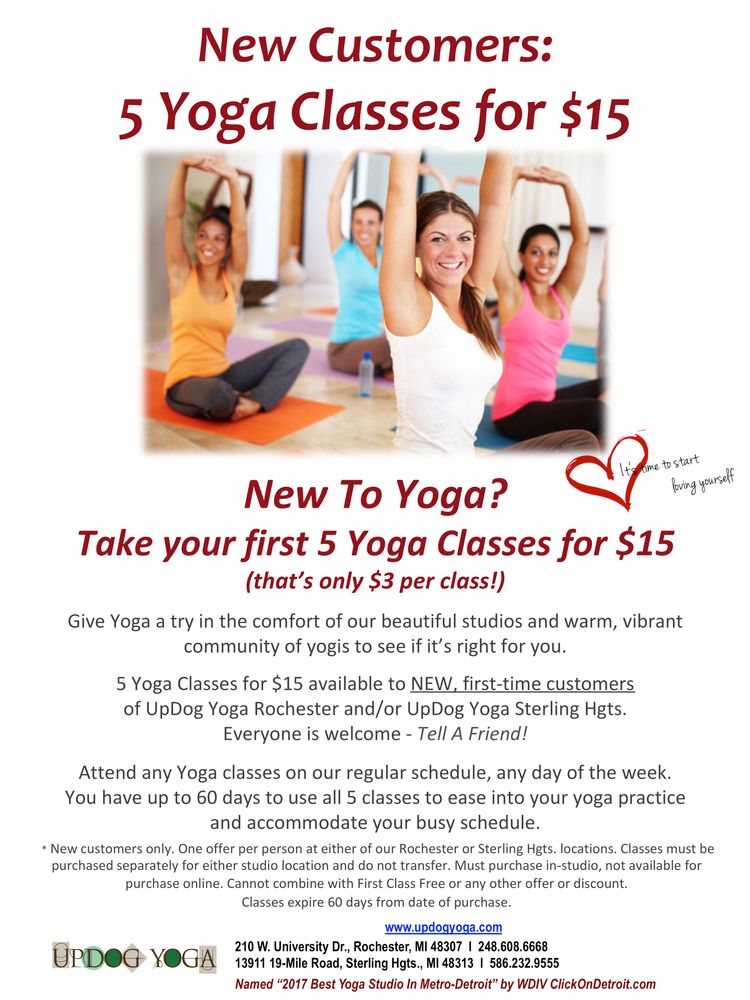 New Customers:
5 Yoga Classes for $15
It's time to start
loving yourself
New To Yoga?
Take your first 5 Yoga Classes for $15
(that's only $3 per class!)
Give Yoga a try in the comfort of our beautiful studios and warm, vibrant
community of yogis to see if it's right for you.
5 Yoga Classes for $15 available to NEW, first-time customers
of UpDog Yoga Rochester and/or UpDog Yoga Sterling Hgts.
Everyone is welcome - Tell A Friend!
Attend any Yoga classes on our regular schedule, any day of the week.
You have up to 60 days to use all 5 classes to ease into your yoga practice
and accommodate your busy schedule.
* New customers only. One offer per person at either of our Rochester or Sterling Hgts. locations. Classes must be
purchased separately for either studio location and do not transfer. Must purchase in-studio, not available for
purchase online. Cannot combine with First Class Free or any other offer or discount.
Classes expire 60 days from date of purchase.
www.updogyoga.com
UPDOG YOGA
210 W. University Dr., Rochester, MI 48307 I 248.608.6668
13911 19-Mile Road, Sterling Hgts., MI 48313 I 586.232.9555
Named "2017 Best Yoga Studio In Metro-Detroit" by WDIV ClickOnDetroit.com